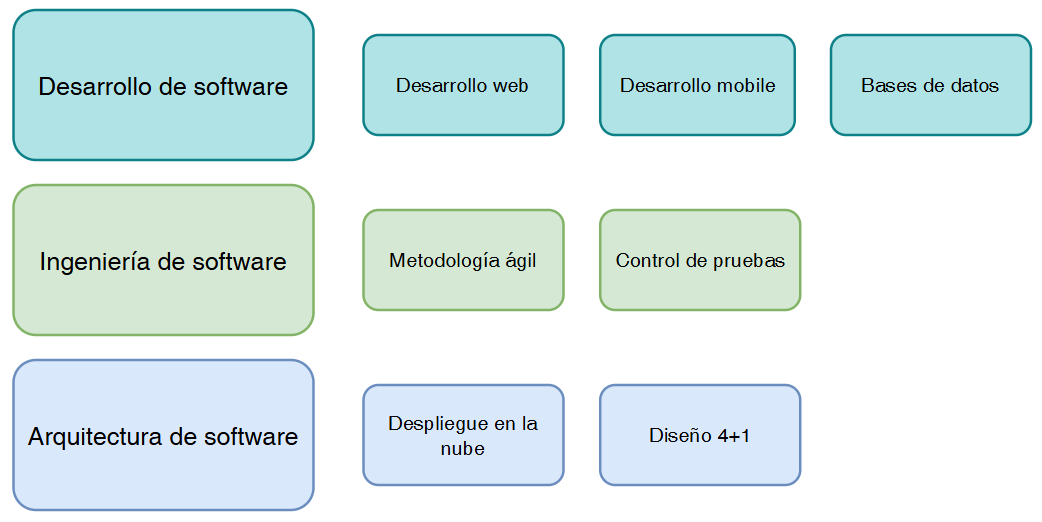 Desarrollo de software
Desarrollo web
Desarrollo mobile
Bases de datos
Ingeniería de software
Metodología ágil
Control de pruebas
Arquitectura de software
Despliegue en la
nube
Diseño 4+1